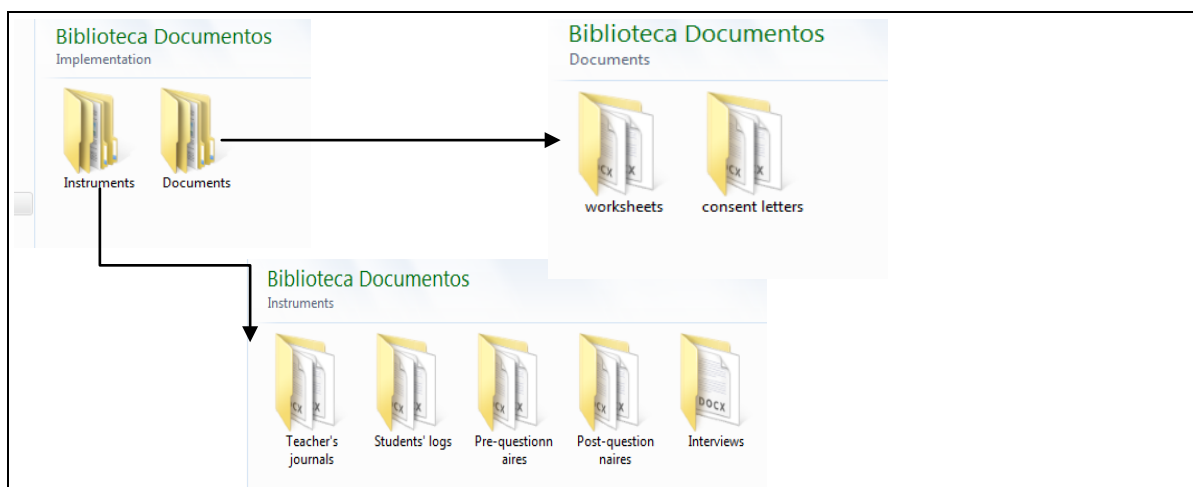 Biblioteca Documentos
Implementation
Instruments
Documents
Biblioteca Documentos
Documents
worksheets
consent letters
Biblioteca Documentos
Instruments
Teacher's
journals
Students' logs
Pre-questionn
aires
Post-question
naires
Interviews
DOCX